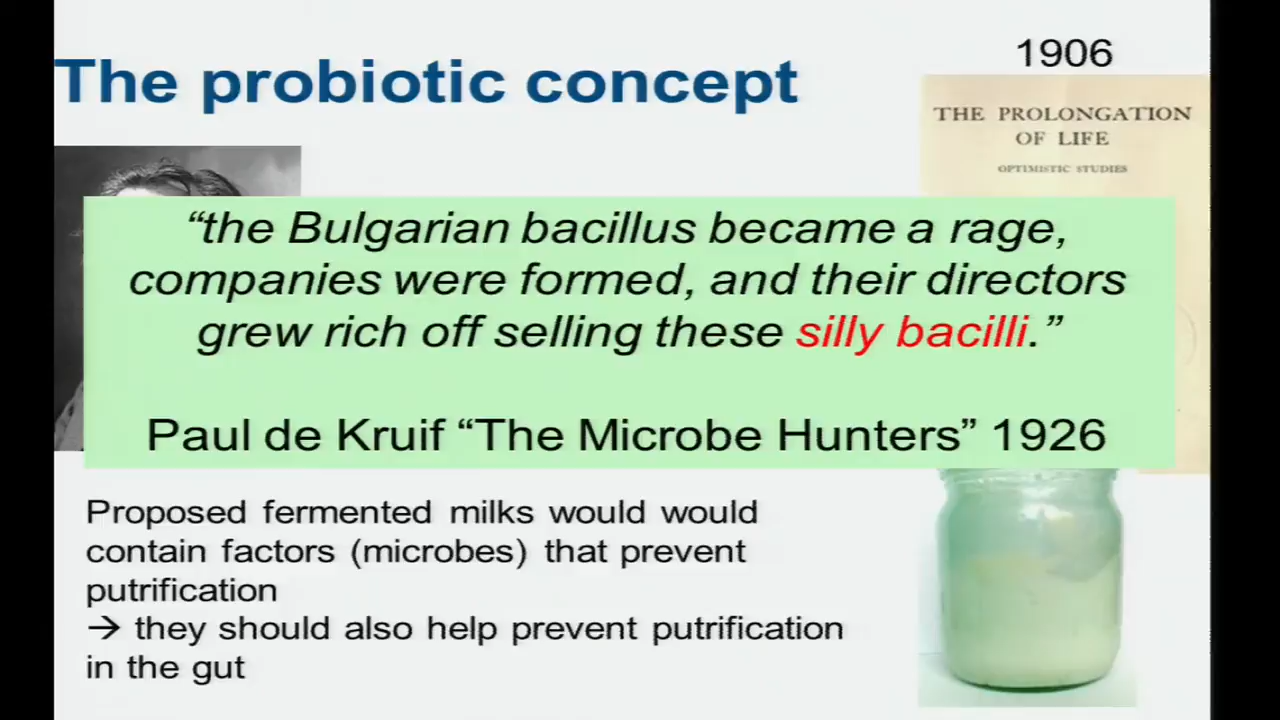 The probiotic concept
1906
THE PROLONGATION
OF LIFE
OPTIMISTIC STUDIES
“the Bulgarian bacillus became a rage,
companies were formed, and their directors
grew rich off selling these silly bacilli.”
Paul de Kruif “The Microbe Hunters” 1926
Proposed fermented milks would would
contain factors (microbes) that prevent
putrification
→ they should also help prevent putrification
in the gut